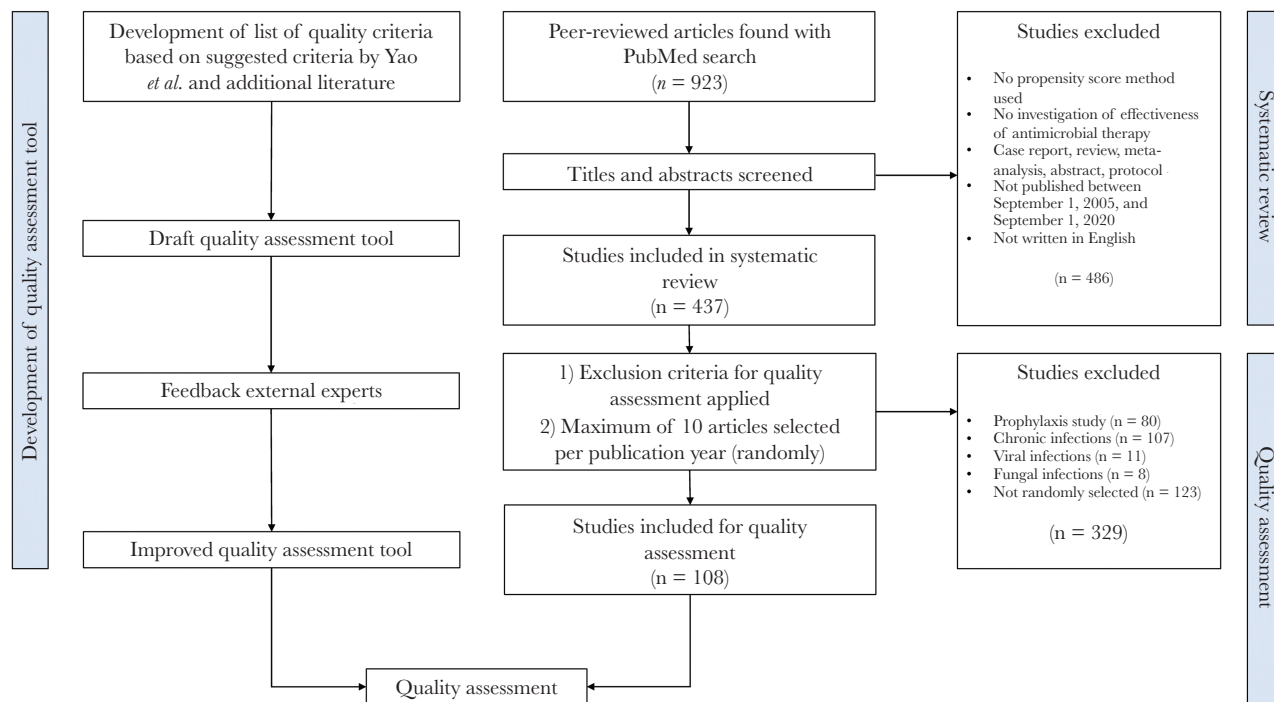 Development of quality assessment tool
Development of list of quality criteria
based on suggested criteria by Yao
et al. and additional literature
Draft quality assessment tool
Feedback external experts
Improved quality assessment tool
Peer-reviewed articles found with
PubMed search
(n = 923)
Titles and abstracts screened
Studies included in systematic
review
(n = 437)
1) Exclusion criteria for quality
assessment applied
2) Maximum of 10 articles selected
per publication year (randomly)
Studies included for quality
assessment
(n = 108)
Quality assessment
Studies excluded
• No propensity score method
used
• No investigation of effectiveness
of antimicrobial therapy
• Case report, review, meta-
analysis, abstract, protocol
• Not published between
September 1, 2005, and
September 1, 2020
• Not written in English
(n = 486)
Studies excluded
• Prophylaxis study (n = 80)
• Chronic infections (n = 107)
• Viral infections (n = 11)
• Fungal infections (n = 8)
• Not randomly selected (n = 123)
(n = 329)
Systematic review
Quality assessment